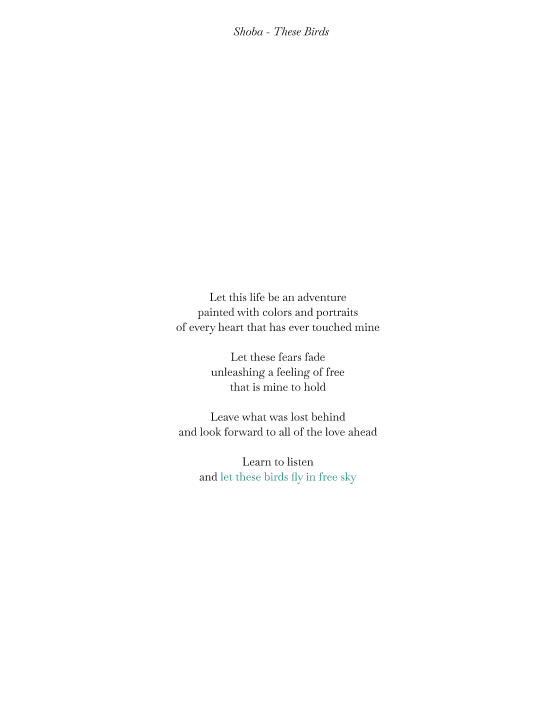 Shoba - These Birds
Let this life be an adventure
painted with colors and portraits
of every heart that has ever touched mine
Let these fears fade
unleashing a feeling of free
that is mine to hold
Leave what was lost behind
and look forward to all of the love ahead
Learn to listen
and let these birds fly in free sky